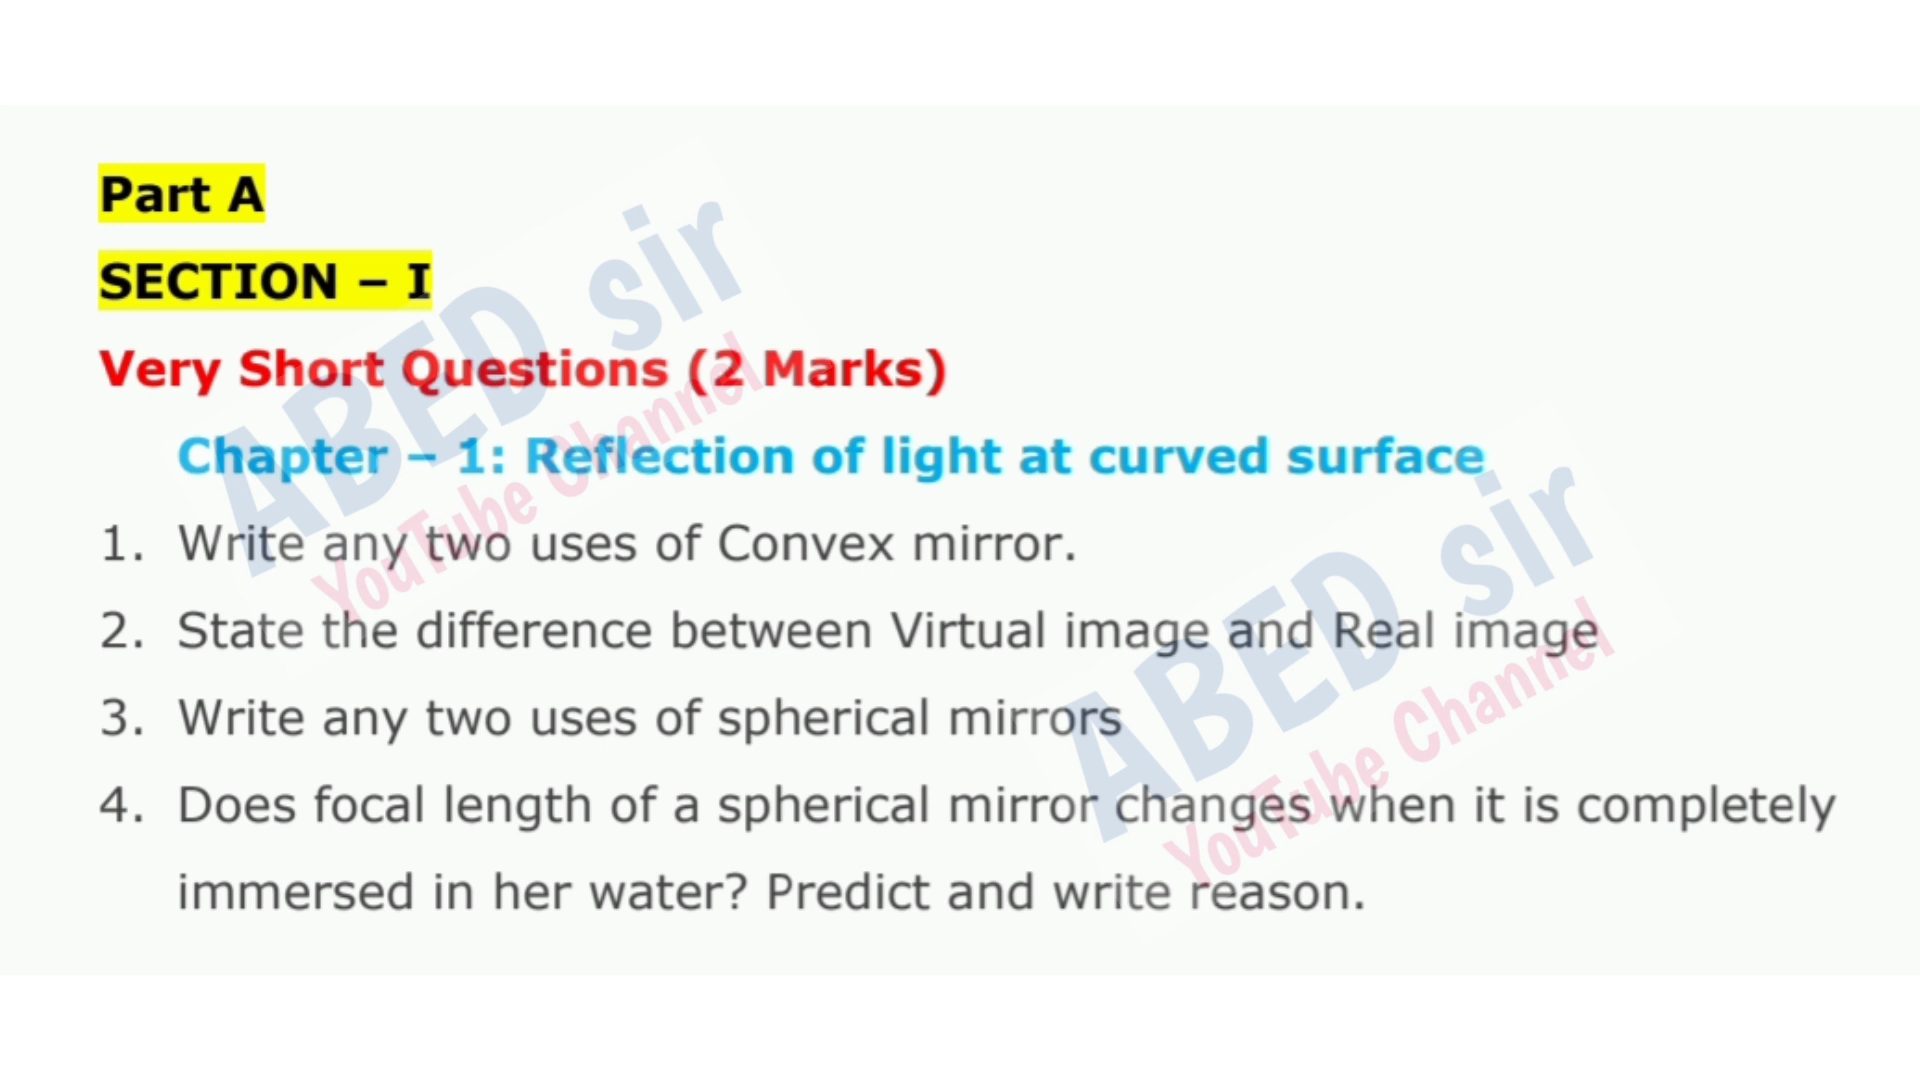 Part A
SECTION – I
Very Short Questions (2 Marks)
Chapter – 1: Reflection of light at curved surface
1. Write any two uses of Convex mirror.
2. State the difference between Virtual image and Real image
3. Write any two uses of spherical mirrors
4. Does focal length of a spherical mirror changes when it is completely
immersed in her water? Predict and write reason.
ABED sir
YouTube Channel
ABED sir
YouTube Channel